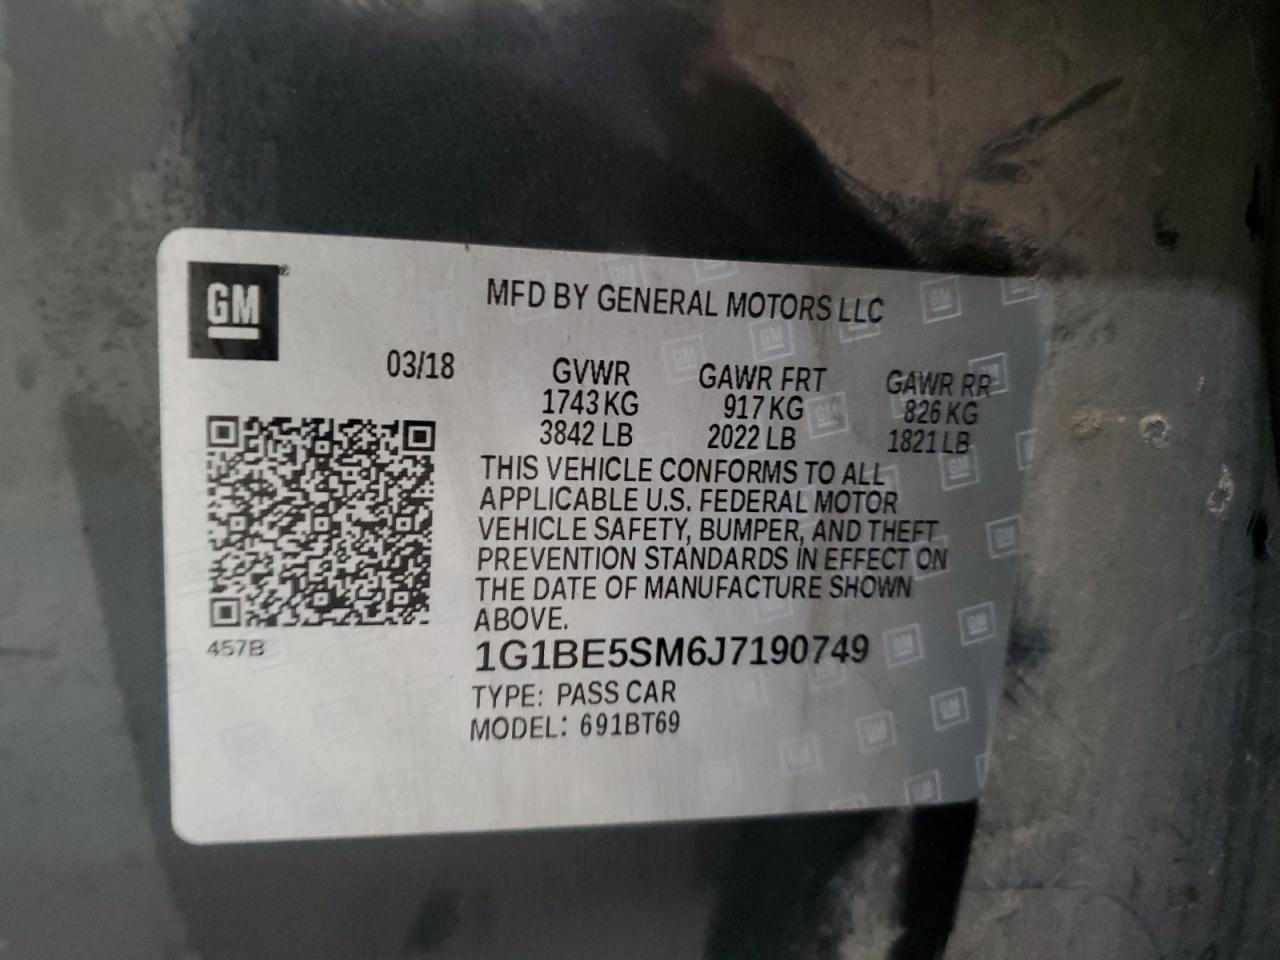 GM
MFD BY GENERAL MOTORS LLC
03/18 GVWR GAWR FRT GAWR RR
1743 KG 917 KG 826 KG
3842 LB 2022 LB 1821 LB
THIS VEHICLE CONFORMS TO ALL
APPLICABLE U.S. FEDERAL MOTOR
VEHICLE SAFETY, BUMPER, AND THEFT
PREVENTION STANDARDS IN EFFECT ON
THE DATE OF MANUFACTURE SHOWN
ABOVE.
457B
1G1BE5SM6J7190749
TYPE: PASS CAR
MODEL: 691BT69